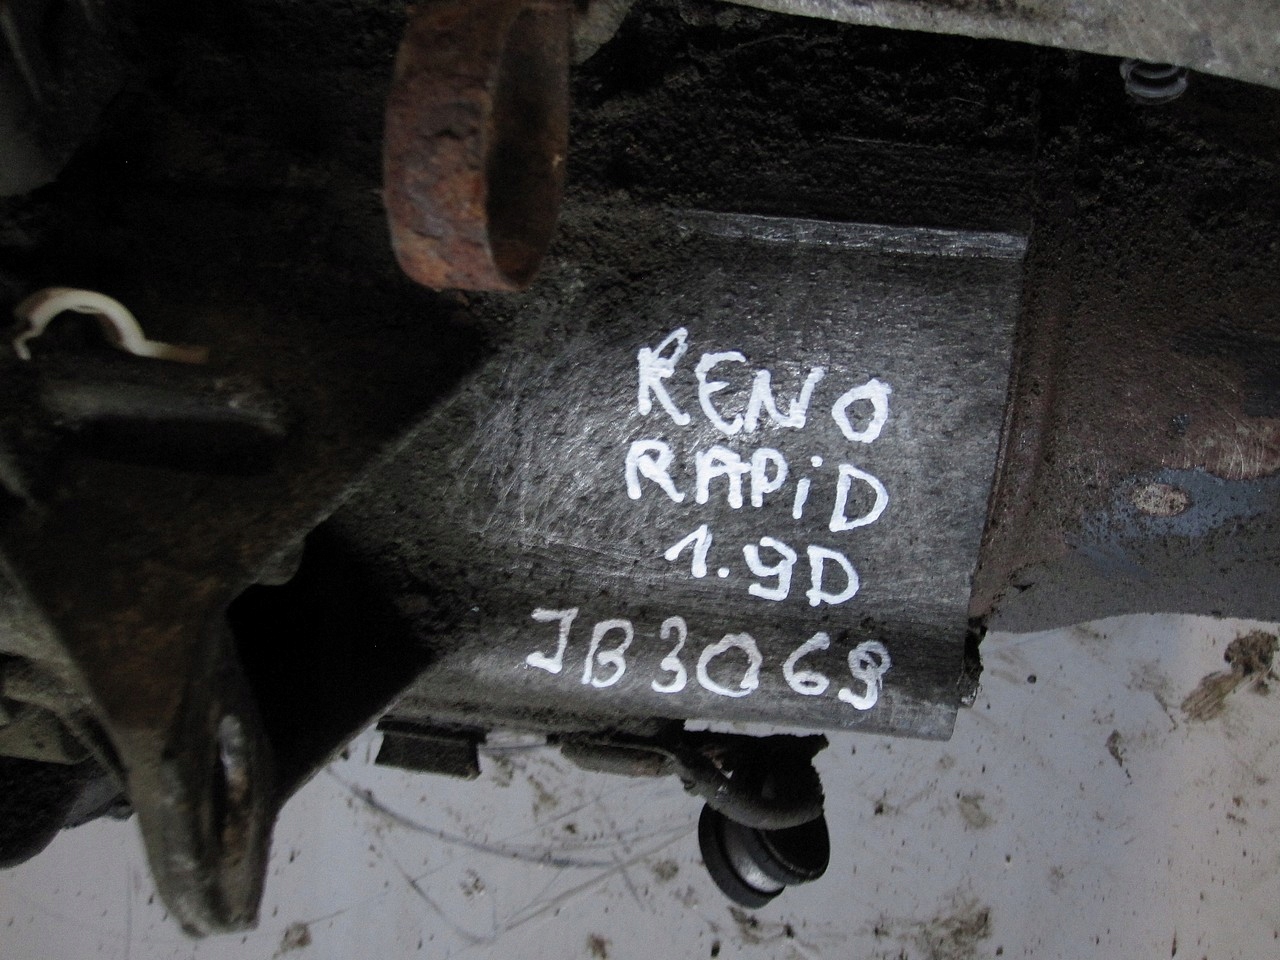 RENO
RAPiD
1.9D
JB3069